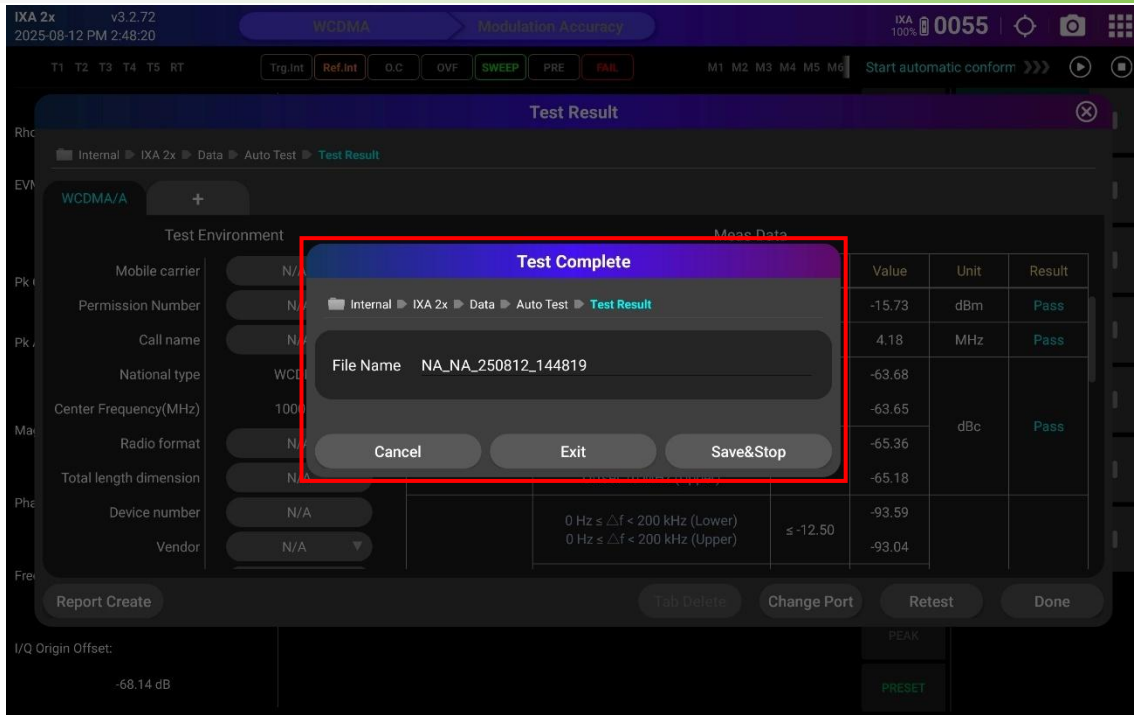 IXA 2x v3.2.72
2025-08-12 PM 2:48:20
WCDMA
Modulation Accuracy
IXA
100%
0055
T1 T2 T3 T4 T5 RT
Trg.Int Ref.Int O.C OVF SWEEP PRE FAIL
M1 M2 M3 M4 M5 M6
Start automatic conform
Test Result
Internal IXA 2x Data Auto Test Test Result
WCDMA/A +
Test Environment
Meas Data
Mobile carrier
Permission Number
Call name
National type
Center Frequency(MHz)
Radio format
Total length dimension
Device number N/A
Vendor N/A
Value Unit Result
-15.73 dBm Pass
4.18 MHz Pass
-63.68
-63.65
dBc Pass
-65.36
-65.18
0 Hz ≤ △f < 200 kHz (Lower)
0 Hz ≤ △f < 200 kHz (Upper)
≤ -12.50
-93.59
-93.04
Test Complete
Internal IXA 2x Data Auto Test Test Result
File Name NA_NA_250812_144819
Cancel Exit Save&Stop
Report Create Tab Delete Change Port Retest Done
I/Q Origin Offset:
-68.14 dB
PEAK
PRESET